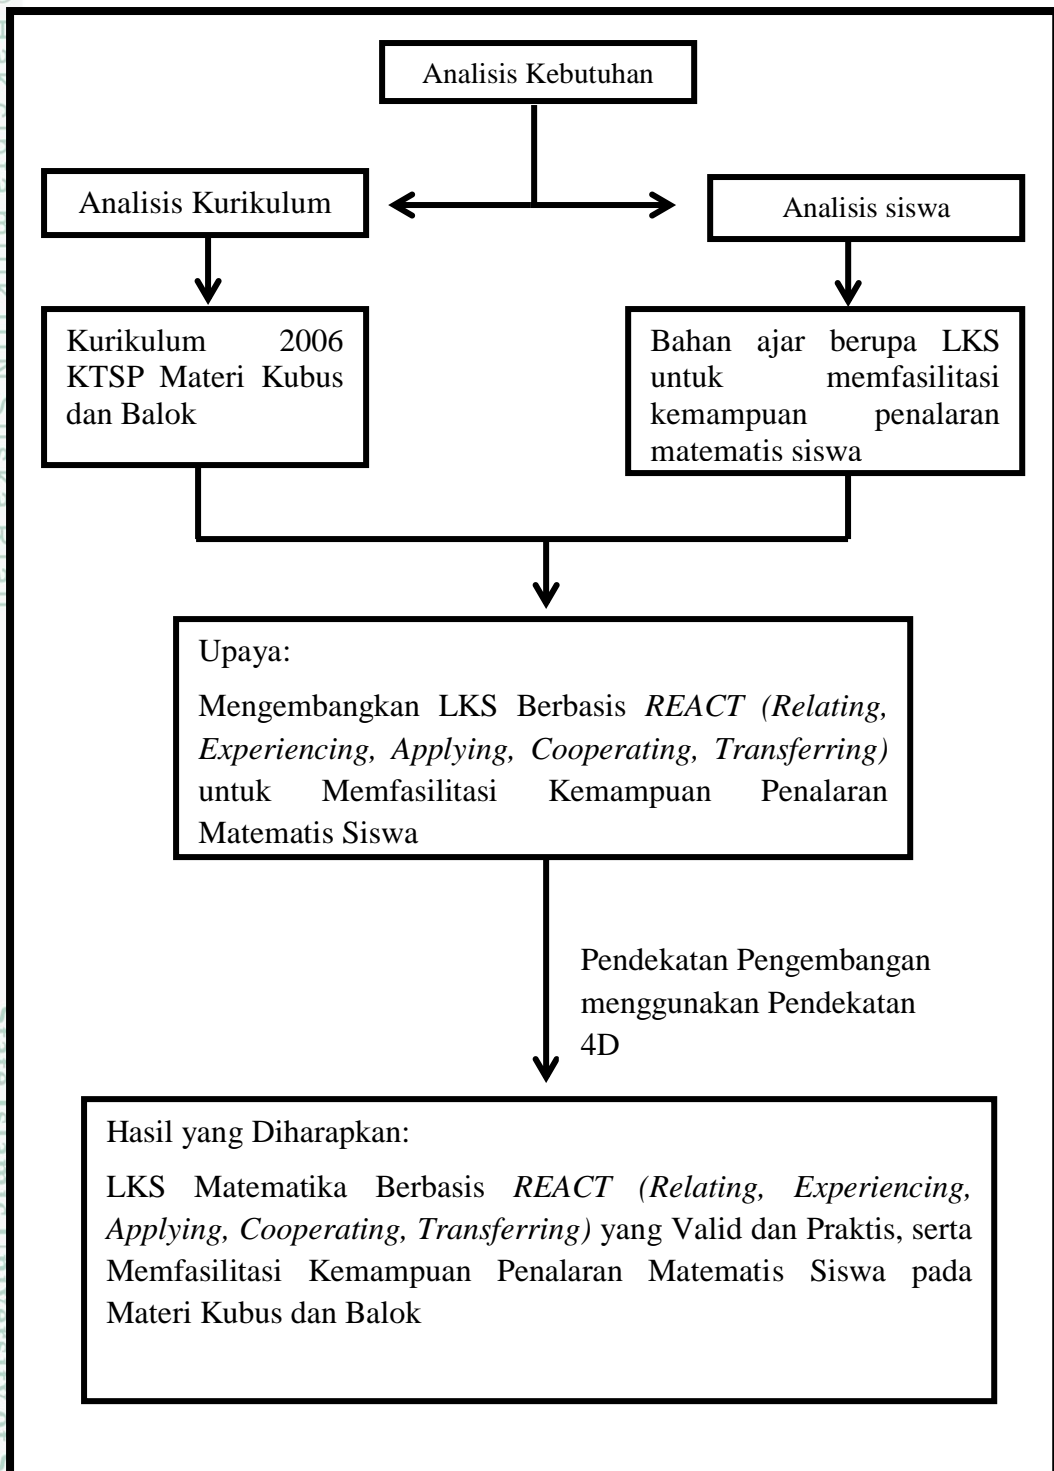 Analisis Kebutuhan
Analisis Kurikulum
Analisis siswa
Kurikulum 2006
KTSP Materi Kubus
dan Balok
Bahan ajar berupa LKS
untuk memfasilitasi
kemampuan penalaran
matematis siswa
Upaya:
Mengembangkan LKS Berbasis REACT (Relating,
Experiencing, Applying, Cooperating, Transferring)
untuk Memfasilitasi Kemampuan Penalaran
Matematis Siswa
Pendekatan Pengembangan
menggunakan Pendekatan
4D
Hasil yang Diharapkan:
LKS Matematika Berbasis REACT (Relating, Experiencing,
Applying, Cooperating, Transferring) yang Valid dan Praktis, serta
Memfasilitasi Kemampuan Penalaran Matematis Siswa pada
Materi Kubus dan Balok